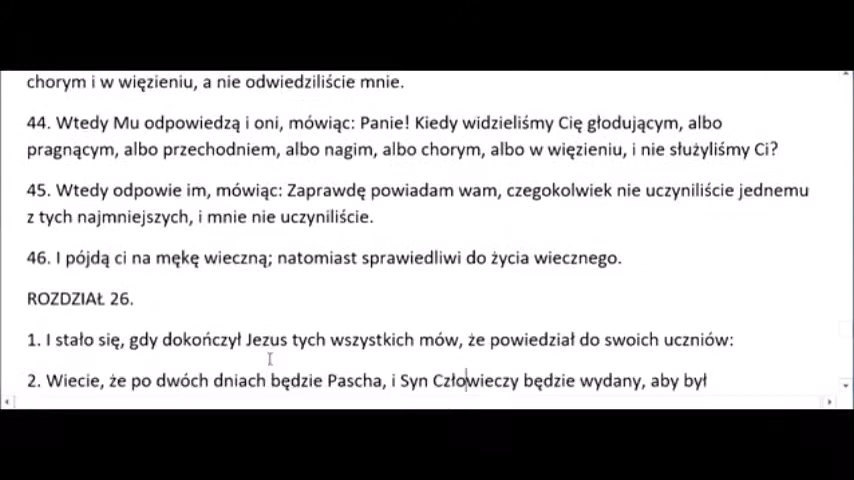 chorym i w więzieniu, a nie odwiedziliście mnie.
44. Wtedy Mu odpowiedzą i oni, mówiąc: Panie! Kiedy widzieliśmy Cię głodującym, albo
pragnącym, albo przechodniem, albo nagim, albo chorym, albo w więzieniu, i nie służyliśmy Ci?
45. Wtedy odpowie im, mówiąc: Zaprawdę powiadam wam, czegokolwiek nie uczyniliście jednemu
z tych najmniejszych, i mnie nie uczyniliście.
46. I pójdą ci na mękę wieczną; natomiast sprawiedliwi do życia wiecznego.
ROZDZIAŁ 26.
1. I stało się, gdy dokończył Jezus tych wszystkich mów, że powiedział do swoich uczniów:
2. Wiecie, że po dwóch dniach będzie Pascha, i Syn Człowieczy będzie wydany, aby był